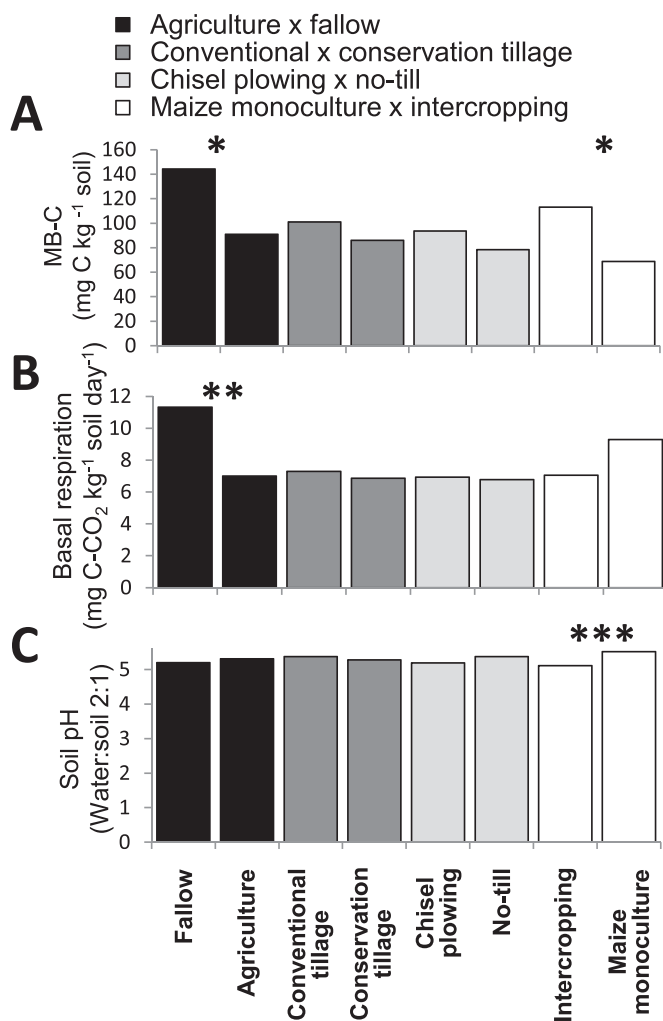 Agriculture x fallow
Conventional x conservation tillage
Chisel plowing x no-till
Maize monoculture x intercropping
A
MB-C
(mg C kg ⁻¹ soil)
160
140
120
100
80
60
40
20
0
*
*
B
Basal respiration
(mg C-CO₂ kg⁻¹ soil day⁻¹)
12
10
8
6
4
2
0
**
C
Soil pH
(Water:soil 2:1)
5
4
3
2
1
0
***
Fallow
Agriculture
Conventional
tillage
Conservation
tillage
Chisel
plowing
No-till
Intercropping
Maize
monoculture